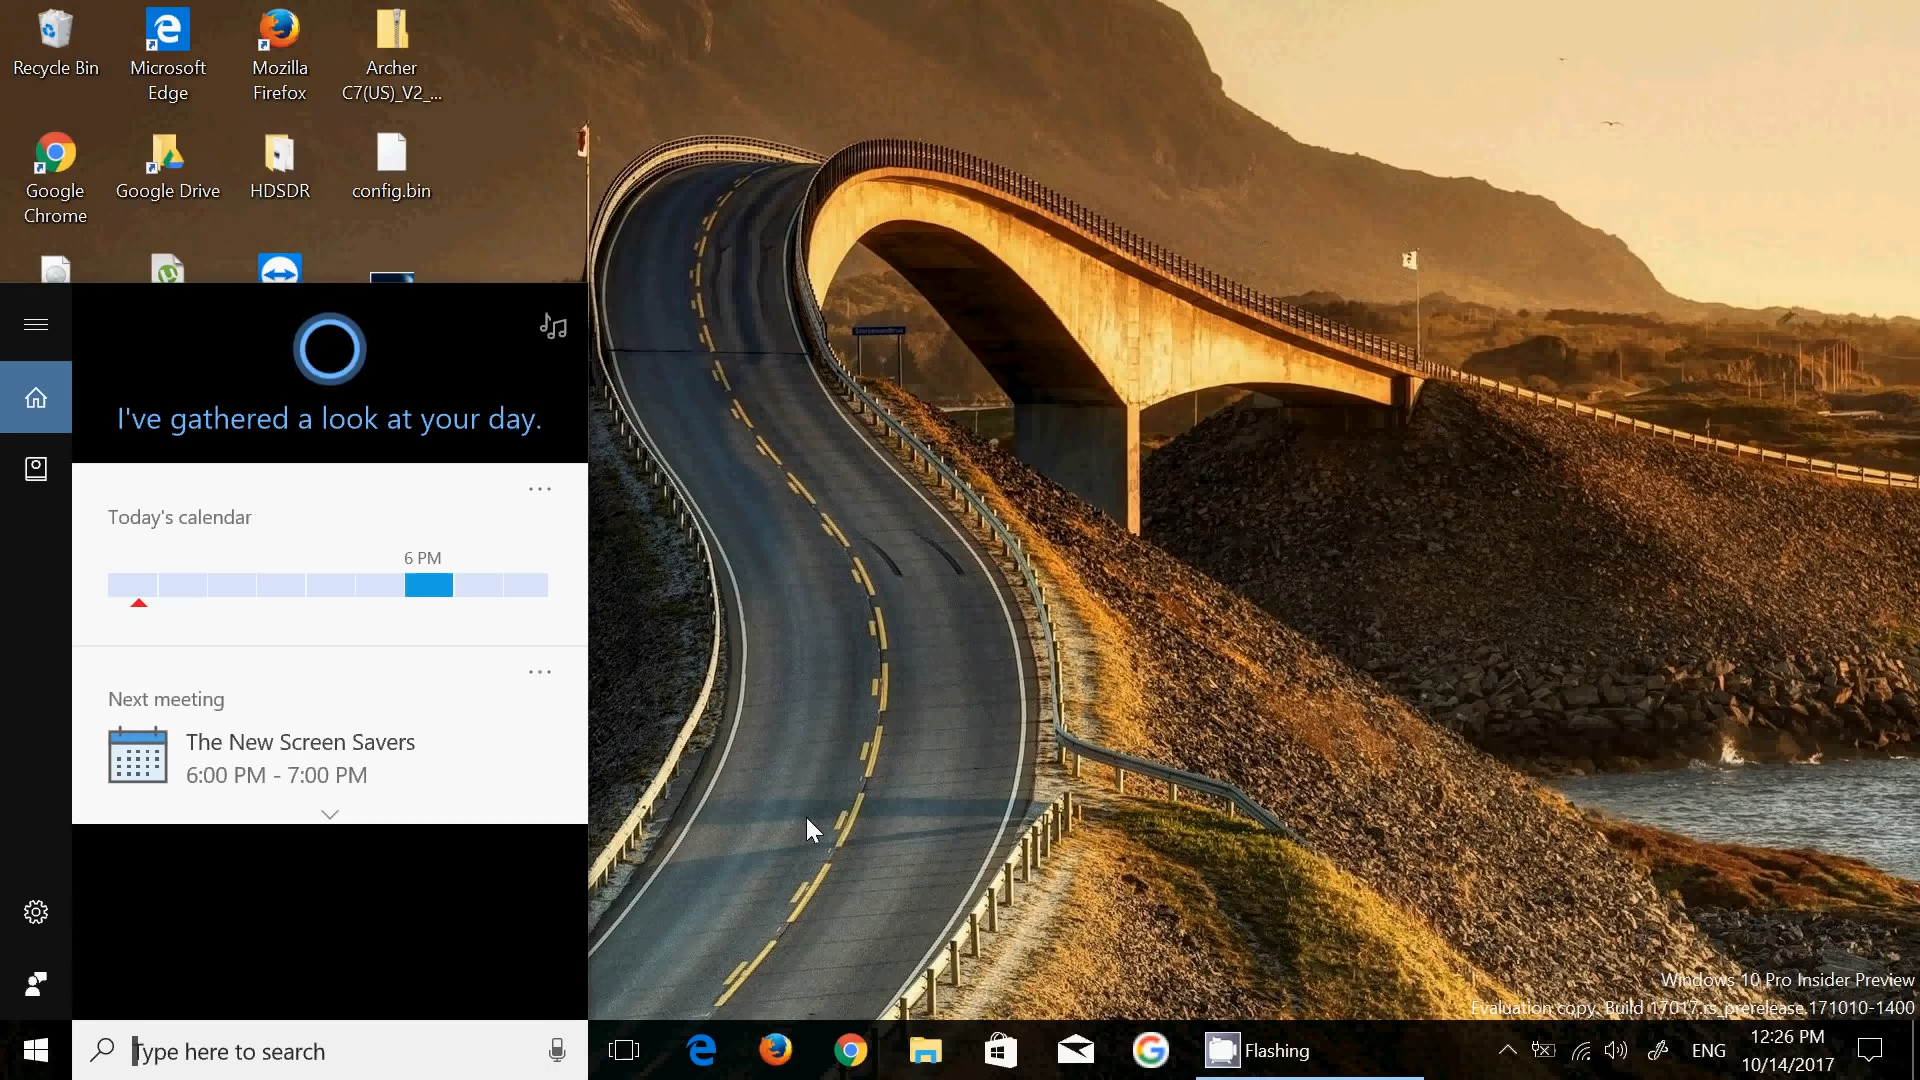 Recycle Bin
Microsoft
Edge
Mozilla
Firefox
Archer
C7(US)_V2_...
Google
Chrome
Google Drive
HDSDR
config.bin
I've gathered a look at your day.
Today's calendar
6 PM
Next meeting
The New Screen Savers
6:00 PM - 7:00 PM
Windows 10 Pro Insider Preview
Evaluation copy. Build 17017.rs_prerelease.171010-1400
Type here to search
Flashing
ENG
12:26 PM
10/14/2017